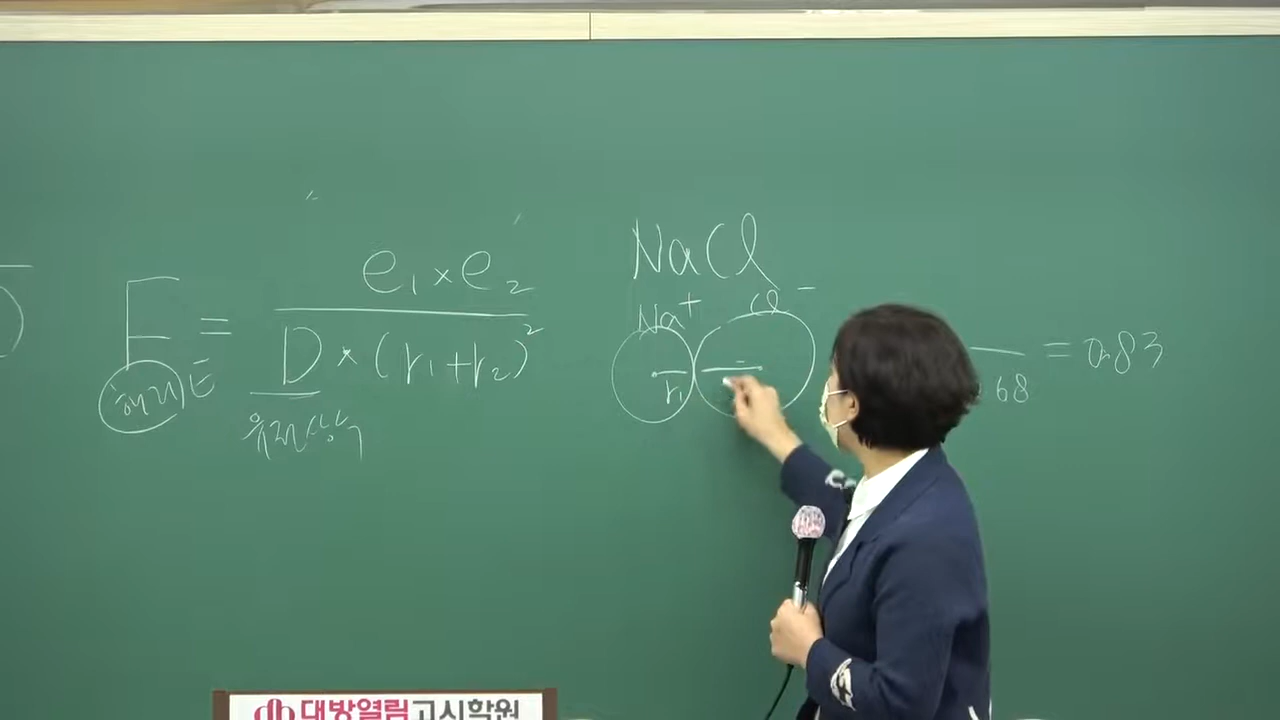 E = e₁×e₂ / D×(r₁+r₂)²
해리E
유전상수
NaCl
Na⁺ Cl⁻
r₁
68 = 0.83
대방열림고시학원